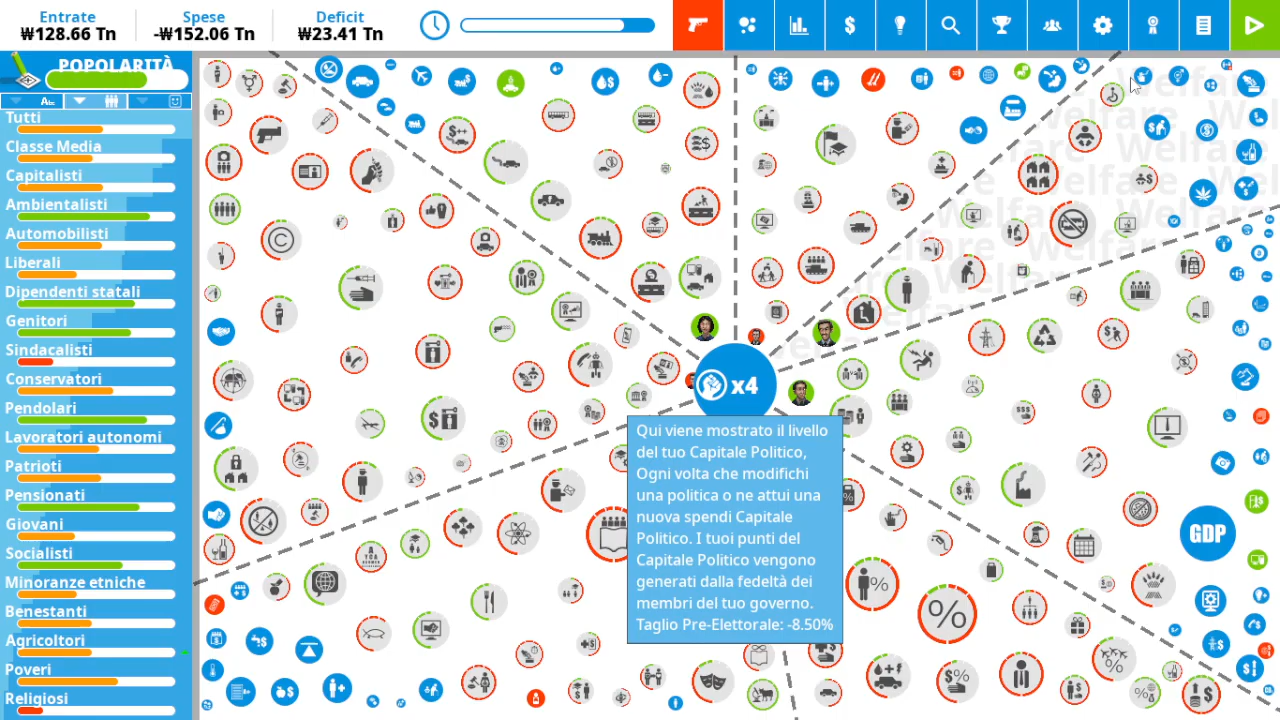 Entrate
₩128.66 Tn
Spese
-₩152.06 Tn
Deficit
₩23.41 Tn
POPOLARITÀ
Tutti
Classe Media
Capitalisti
Ambientalisti
Automobilisti
Liberali
Dipendenti statali
Genitori
Sindacalisti
Conservatori
Pendolari
Lavoratori autonomi
Patrioti
Pensionati
Giovani
Socialisti
Minoranze etniche
Benestanti
Agricoltori
Poveri
Religiosi
Welfare
x4
Qui viene mostrato il livello
del tuo Capitale Politico,
Ogni volta che modifichi
una politica o ne attui una
nuova spendi Capitale
Politico. I tuoi punti del
Capitale Politico vengono
generati dalla fedeltà dei
membri del tuo governo.
Taglio Pre-Elettorale: -8.50%
GDP